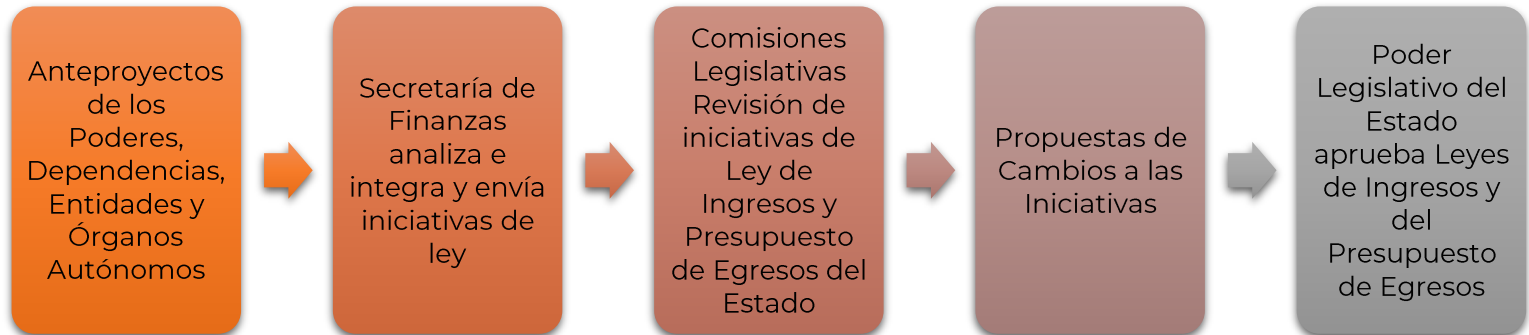 Anteproyectos
de los
Poderes,
Dependencias,
Entidades y
Órganos
Autónomos
Secretaría de
Finanzas
analiza e
integra y envía
iniciativas de
ley
Comisiones
Legislativas
Revisión de
iniciativas de
Ley de
Ingresos y
Presupuesto
de Egresos del
Estado
Propuestas de
Cambios a las
Iniciativas
Poder
Legislativo del
Estado
aprueba Leyes
de Ingresos y
del
Presupuesto
de Egresos